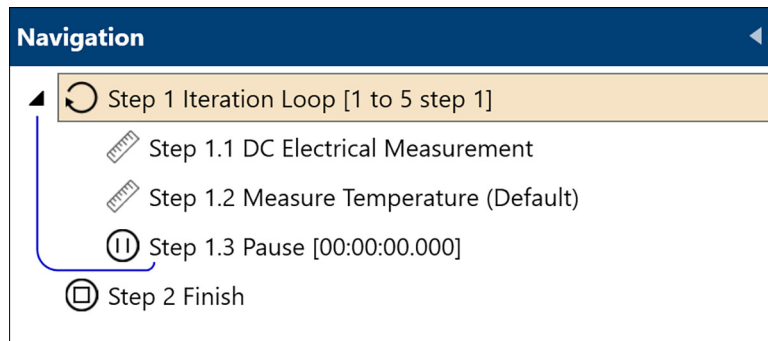 Navigation
Step 1 Iteration Loop [1 to 5 step 1]
Step 1.1 DC Electrical Measurement
Step 1.2 Measure Temperature (Default)
Step 1.3 Pause [00:00:00.000]
Step 2 Finish